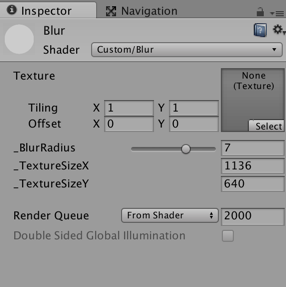 Inspector Navigation
Blur
Shader Custom/Blur
Texture
None
(Texture)
Tiling X 1 Y 1
Offset X 0 Y 0
Select
_BlurRadius 7
_TextureSizeX 1136
_TextureSizeY 640
Render Queue From Shader 2000
Double Sided Global Illumination